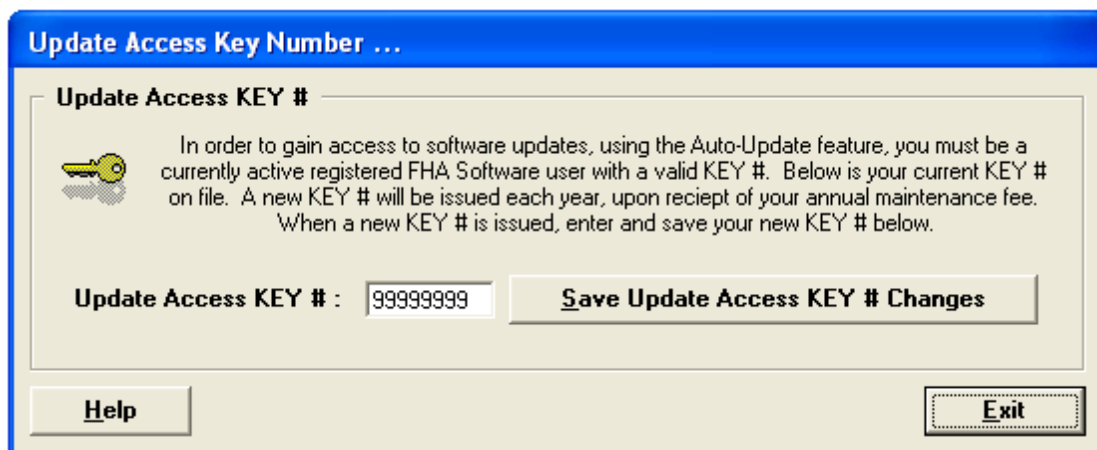 Update Access Key Number ...
Update Access KEY #
In order to gain access to software updates, using the Auto-Update feature, you must be a
currently active registered FHA Software user with a valid KEY #. Below is your current KEY #
on file. A new KEY # will be issued each year, upon reciept of your annual maintenance fee.
When a new KEY # is issued, enter and save your new KEY # below.
Update Access KEY # : 99999999 Save Update Access KEY # Changes
Help Exit